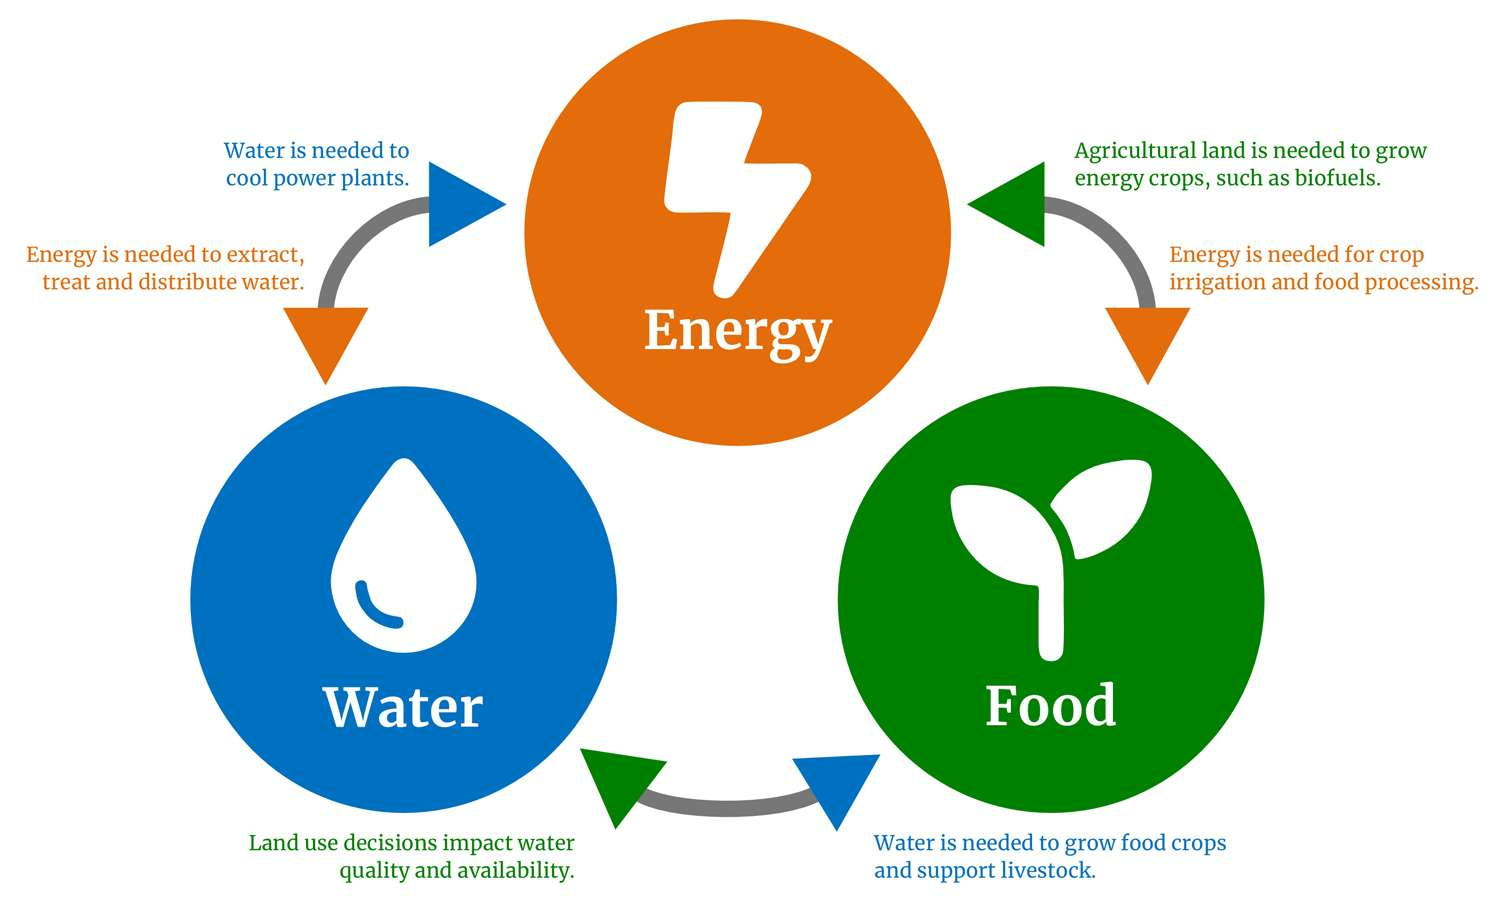 Water is needed to
cool power plants.
Agricultural land is needed to grow
energy crops, such as biofuels.
Energy is needed to extract,
treat and distribute water.
Energy is needed for crop
irrigation and food processing.
Energy
Water
Food
Land use decisions impact water
quality and availability.
Water is needed to grow food crops
and support livestock.